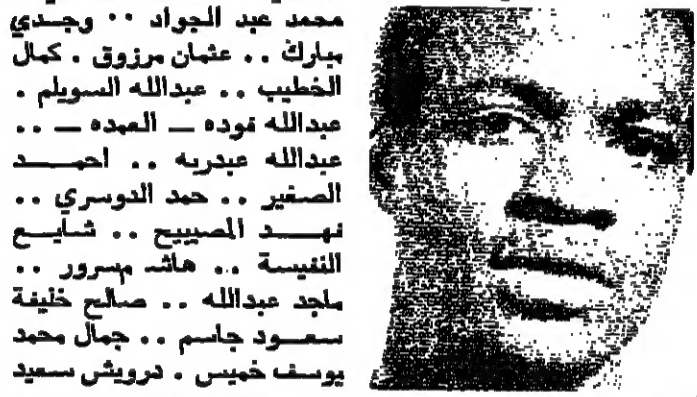 محمد عبد الجواد .. وجدي
مبارك .. عثمان مرزوق . كمال
الخطيب .. عبدالله السويلم .
عبدالله فوده ـ العمده ـ ..
عبدالله عبدربه .. احمد
الصغير .. حمد الدوسري ..
فهد المصيبيح .. شايع
النفيسة .. هاشم مسرور ..
ماجد عبدالله .. صالح خليفة
سعود جاسم .. جمال محمد
يوسف خميس . درويش سعيد